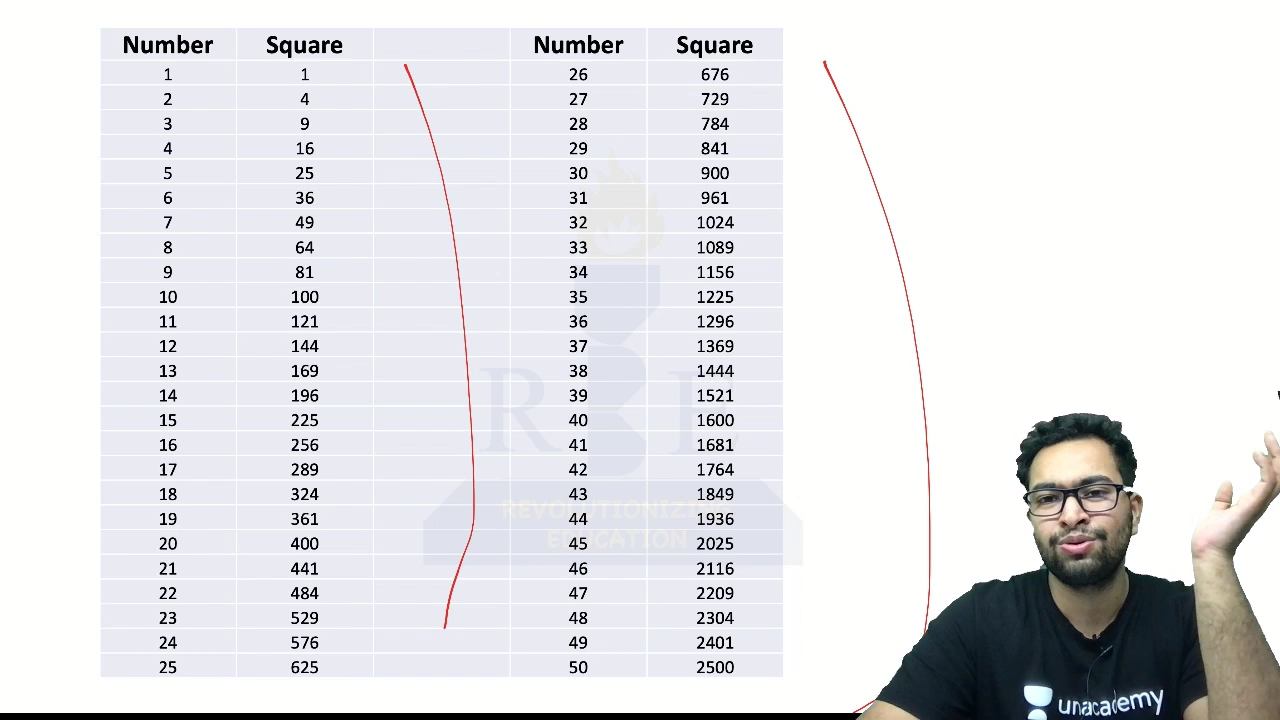 Number Square Number Square
1 1 26 676
2 4 27 729
3 9 28 784
4 16 29 841
5 25 30 900
6 36 31 961
7 49 32 1024
8 64 33 1089
9 81 34 1156
10 100 35 1225
11 121 36 1296
12 144 37 1369
13 169 38 1444
14 196 39 1521
15 225 40 1600
16 256 41 1681
17 289 42 1764
18 324 43 1849
19 361 44 1936
20 400 45 2025
21 441 46 2116
22 484 47 2209
23 529 48 2304
24 576 49 2401
25 625 50 2500
R E
REVOLUTIONIZING
EDUCATION
unacademy